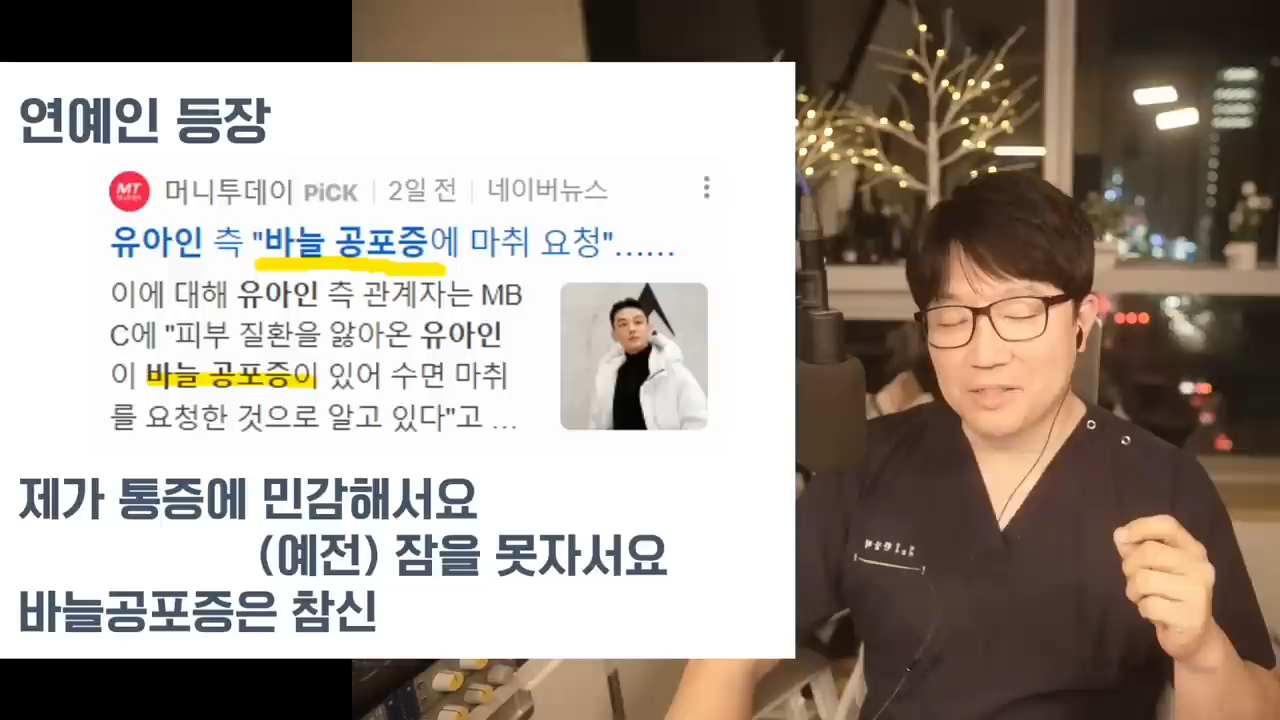 연예인 등장
MT 머니투데이 PiCK 2일 전 네이버뉴스
유아인 측 "바늘 공포증에 마취 요청"……
이에 대해 유아인 측 관계자는 MB
C에 "피부 질환을 앓아온 유아인
이 바늘 공포증이 있어 수면 마취
를 요청한 것으로 알고 있다"고 …
제가 통증에 민감해서요
(예전) 잠을 못자서요
바늘공포증은 참신